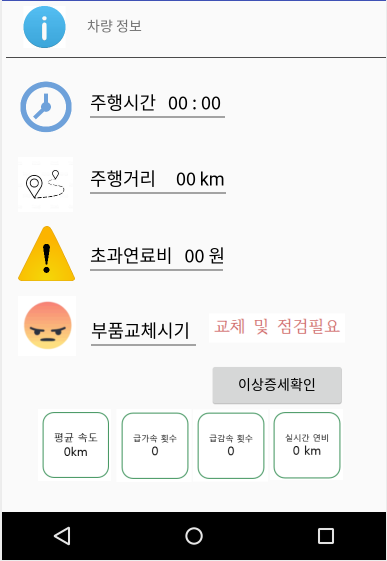 차량 정보
주행시간 00 : 00
주행거리 00 km
초과연료비 00 원
부품교체시기 교체 및 점검필요
이상증세확인
평균 속도
0km
급가속 횟수
0
급감속 횟수
0
실시간 연비
0 km